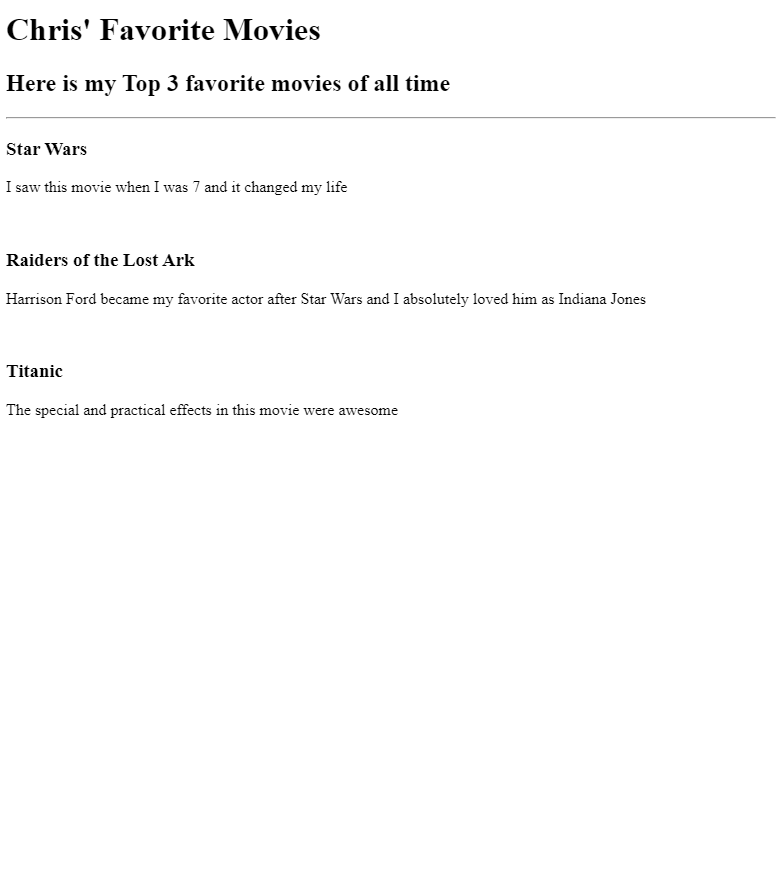 Chris' Favorite Movies
Here is my Top 3 favorite movies of all time
Star Wars
I saw this movie when I was 7 and it changed my life
Raiders of the Lost Ark
Harrison Ford became my favorite actor after Star Wars and I absolutely loved him as Indiana Jones
Titanic
The special and practical effects in this movie were awesome